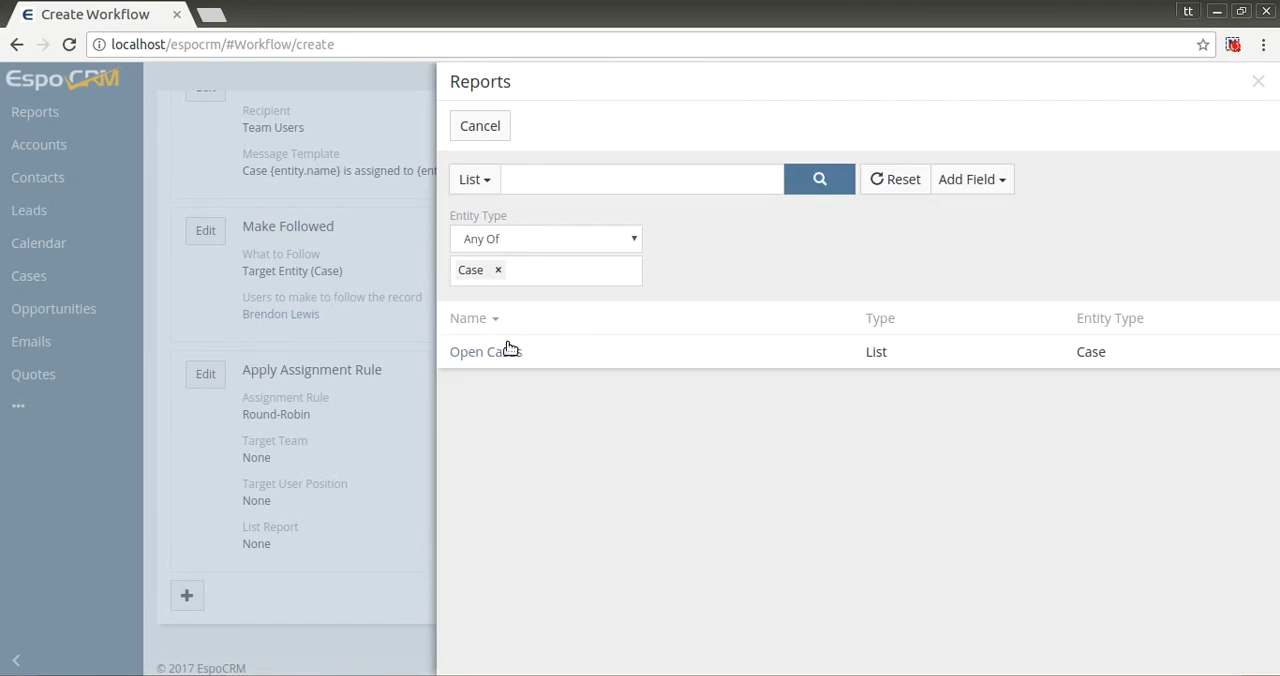 Create Workflow
tt
localhost/espocrm/#Workflow/create
EspoCRM
Reports
Accounts
Contacts
Leads
Calendar
Cases
Opportunities
Emails
Quotes
Recipient
Team Users
Message Template
Case {entity.name} is assigned to {ent
Edit
Make Followed
What to Follow
Target Entity (Case)
Users to make to follow the record
Brendon Lewis
Edit
Apply Assignment Rule
Assignment Rule
Round-Robin
Target Team
None
Target User Position
None
List Report
None
© 2017 EspoCRM
Reports
Cancel
List
Reset
Add Field
Entity Type
Any Of
Case ×
Name
Type
Entity Type
Open Cases
List
Case